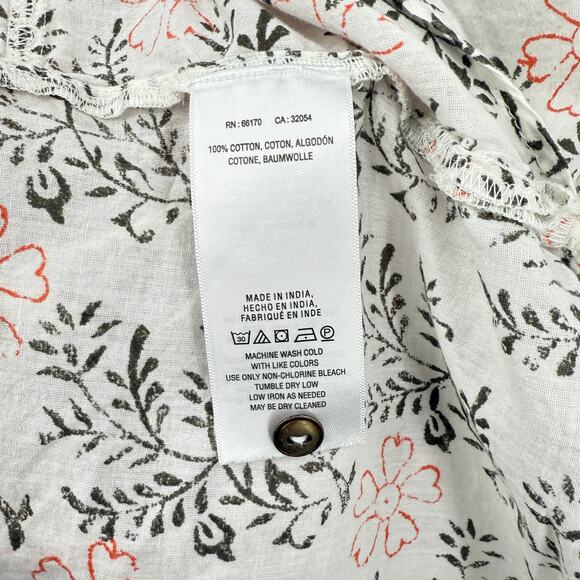 RN : 66170 CA : 32054
100% COTTON, COTON, ALGODÓN
COTONE, BAUMWOLLE
MADE IN INDIA,
HECHO EN INDIA,
FABRIQUÉ EN INDE
30
MACHINE WASH COLD
WITH LIKE COLORS
USE ONLY NON-CHLORINE BLEACH
TUMBLE DRY LOW
LOW IRON AS NEEDED
MAY BE DRY CLEANED